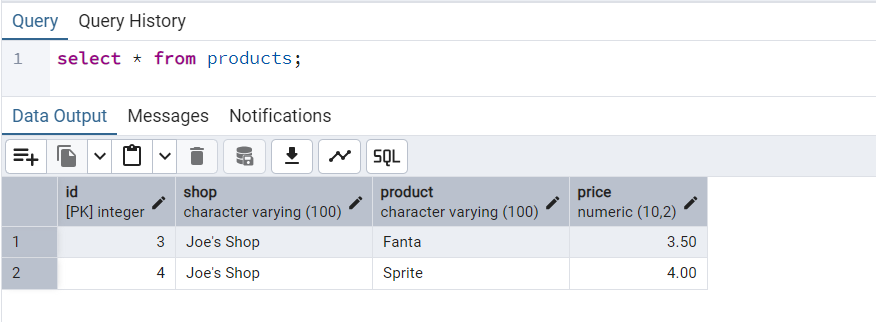 Query Query History
1 select * from products;
Data Output Messages Notifications
SQL
id shop product price
[PK] integer character varying (100) character varying (100) numeric (10,2)
1 3 Joe's Shop Fanta 3.50
2 4 Joe's Shop Sprite 4.00